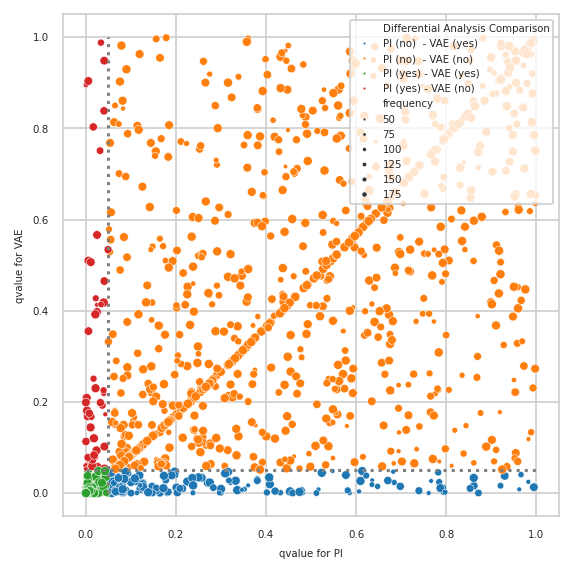 Differential Analysis Comparison
PI (no) - VAE (yes)
PI (no) - VAE (no)
PI (yes) - VAE (yes)
PI (yes) - VAE (no)
frequency
50
75
100
125
150
175
1.0
0.8
0.6
0.4
0.2
0.0
qvalue for VAE
0.0 0.2 0.4 0.6 0.8 1.0
qvalue for PI